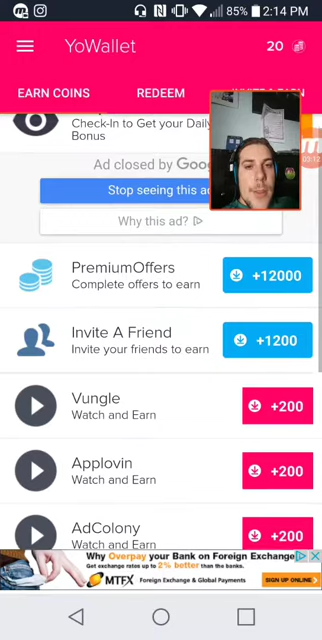 85% 2:14 PM
YoWallet
20
EARN COINS REDEEM
Check-In to Get your Daily
Bonus
03:12
Ad closed by Goog
Stop seeing this ad
Why this ad?
PremiumOffers
Complete offers to earn
+12000
Invite A Friend
Invite your friends to earn
+1200
Vungle
Watch and Earn
+200
Applovin
Watch and Earn
+200
AdColony
Watch and Earn
+200
Why Overpay your Bank on Foreign Exchange
Get exchange rates up to 2% better than the banks.
MTFX Foreign Exchange & Global Payments
SIGN UP ONLINE